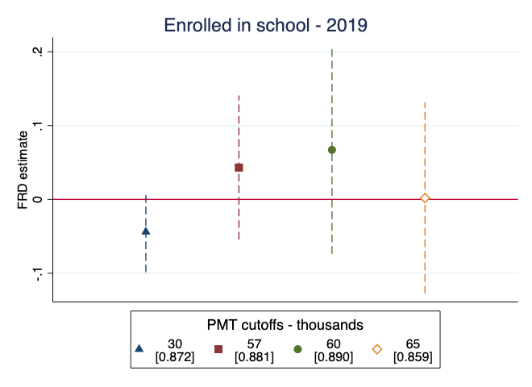 Enrolled in school - 2019
FRD estimate
.2
.1
0
-.1
PMT cutoffs - thousands
30 57 60 65
[0.872] [0.881] [0.890] [0.859]